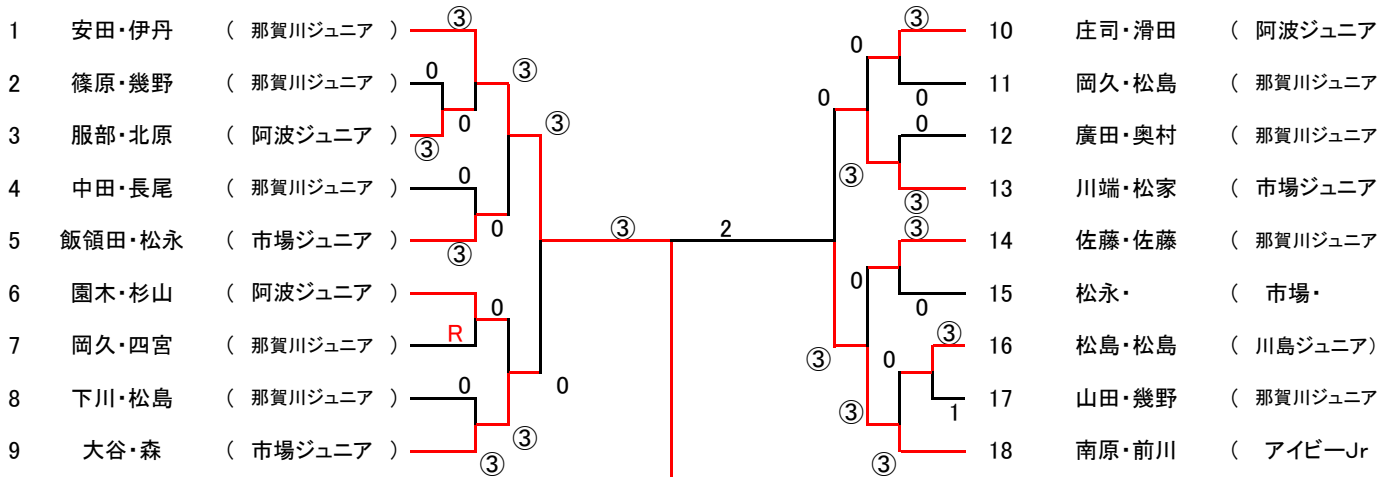 ③ ③
1 安田・伊丹 ( 那賀川ジュニア ) 10 庄司・滑田 ( 阿波ジュニア
0 ③ 0
2 篠原・幾野 ( 那賀川ジュニア ) 11 岡久・松島 ( 那賀川ジュニア
0 ③ 0 0
3 服部・北原 ( 阿波ジュニア ) 0 12 廣田・奥村 ( 那賀川ジュニア
③
0 ③
4 中田・長尾 ( 那賀川ジュニア ) 13 川端・松家 ( 市場ジュニア
③
0 ③ 2 ③
5 飯領田・松永 ( 市場ジュニア ) 14 佐藤・佐藤 ( 那賀川ジュニア
③ 0
6 園木・杉山 ( 阿波ジュニア ) 15 松永・ ( 市場・
0 0
R ③
7 岡久・四宮 ( 那賀川ジュニア ) 16 松島・松島 ( 川島ジュニア)
0 0 ③ 0
8 下川・松島 ( 那賀川ジュニア ) 17 山田・幾野 ( 那賀川ジュニア
③ ③ 1
9 大谷・森 ( 市場ジュニア ) 18 南原・前川 ( アイビーJr
③ ③